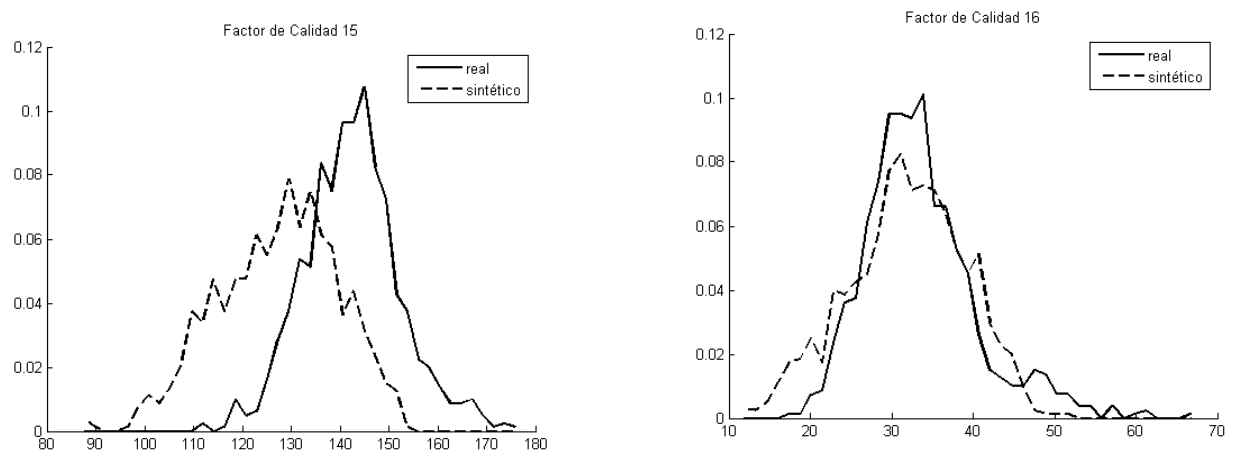 Factor de Calidad 15
0.12
0.1
0.08
0.06
0.04
0.02
0
80 90 100 110 120 130 140 150 160 170 180
real
sintético
Factor de Calidad 16
0.12
0.1
0.08
0.06
0.04
0.02
0
10 20 30 40 50 60 70
real
sintético